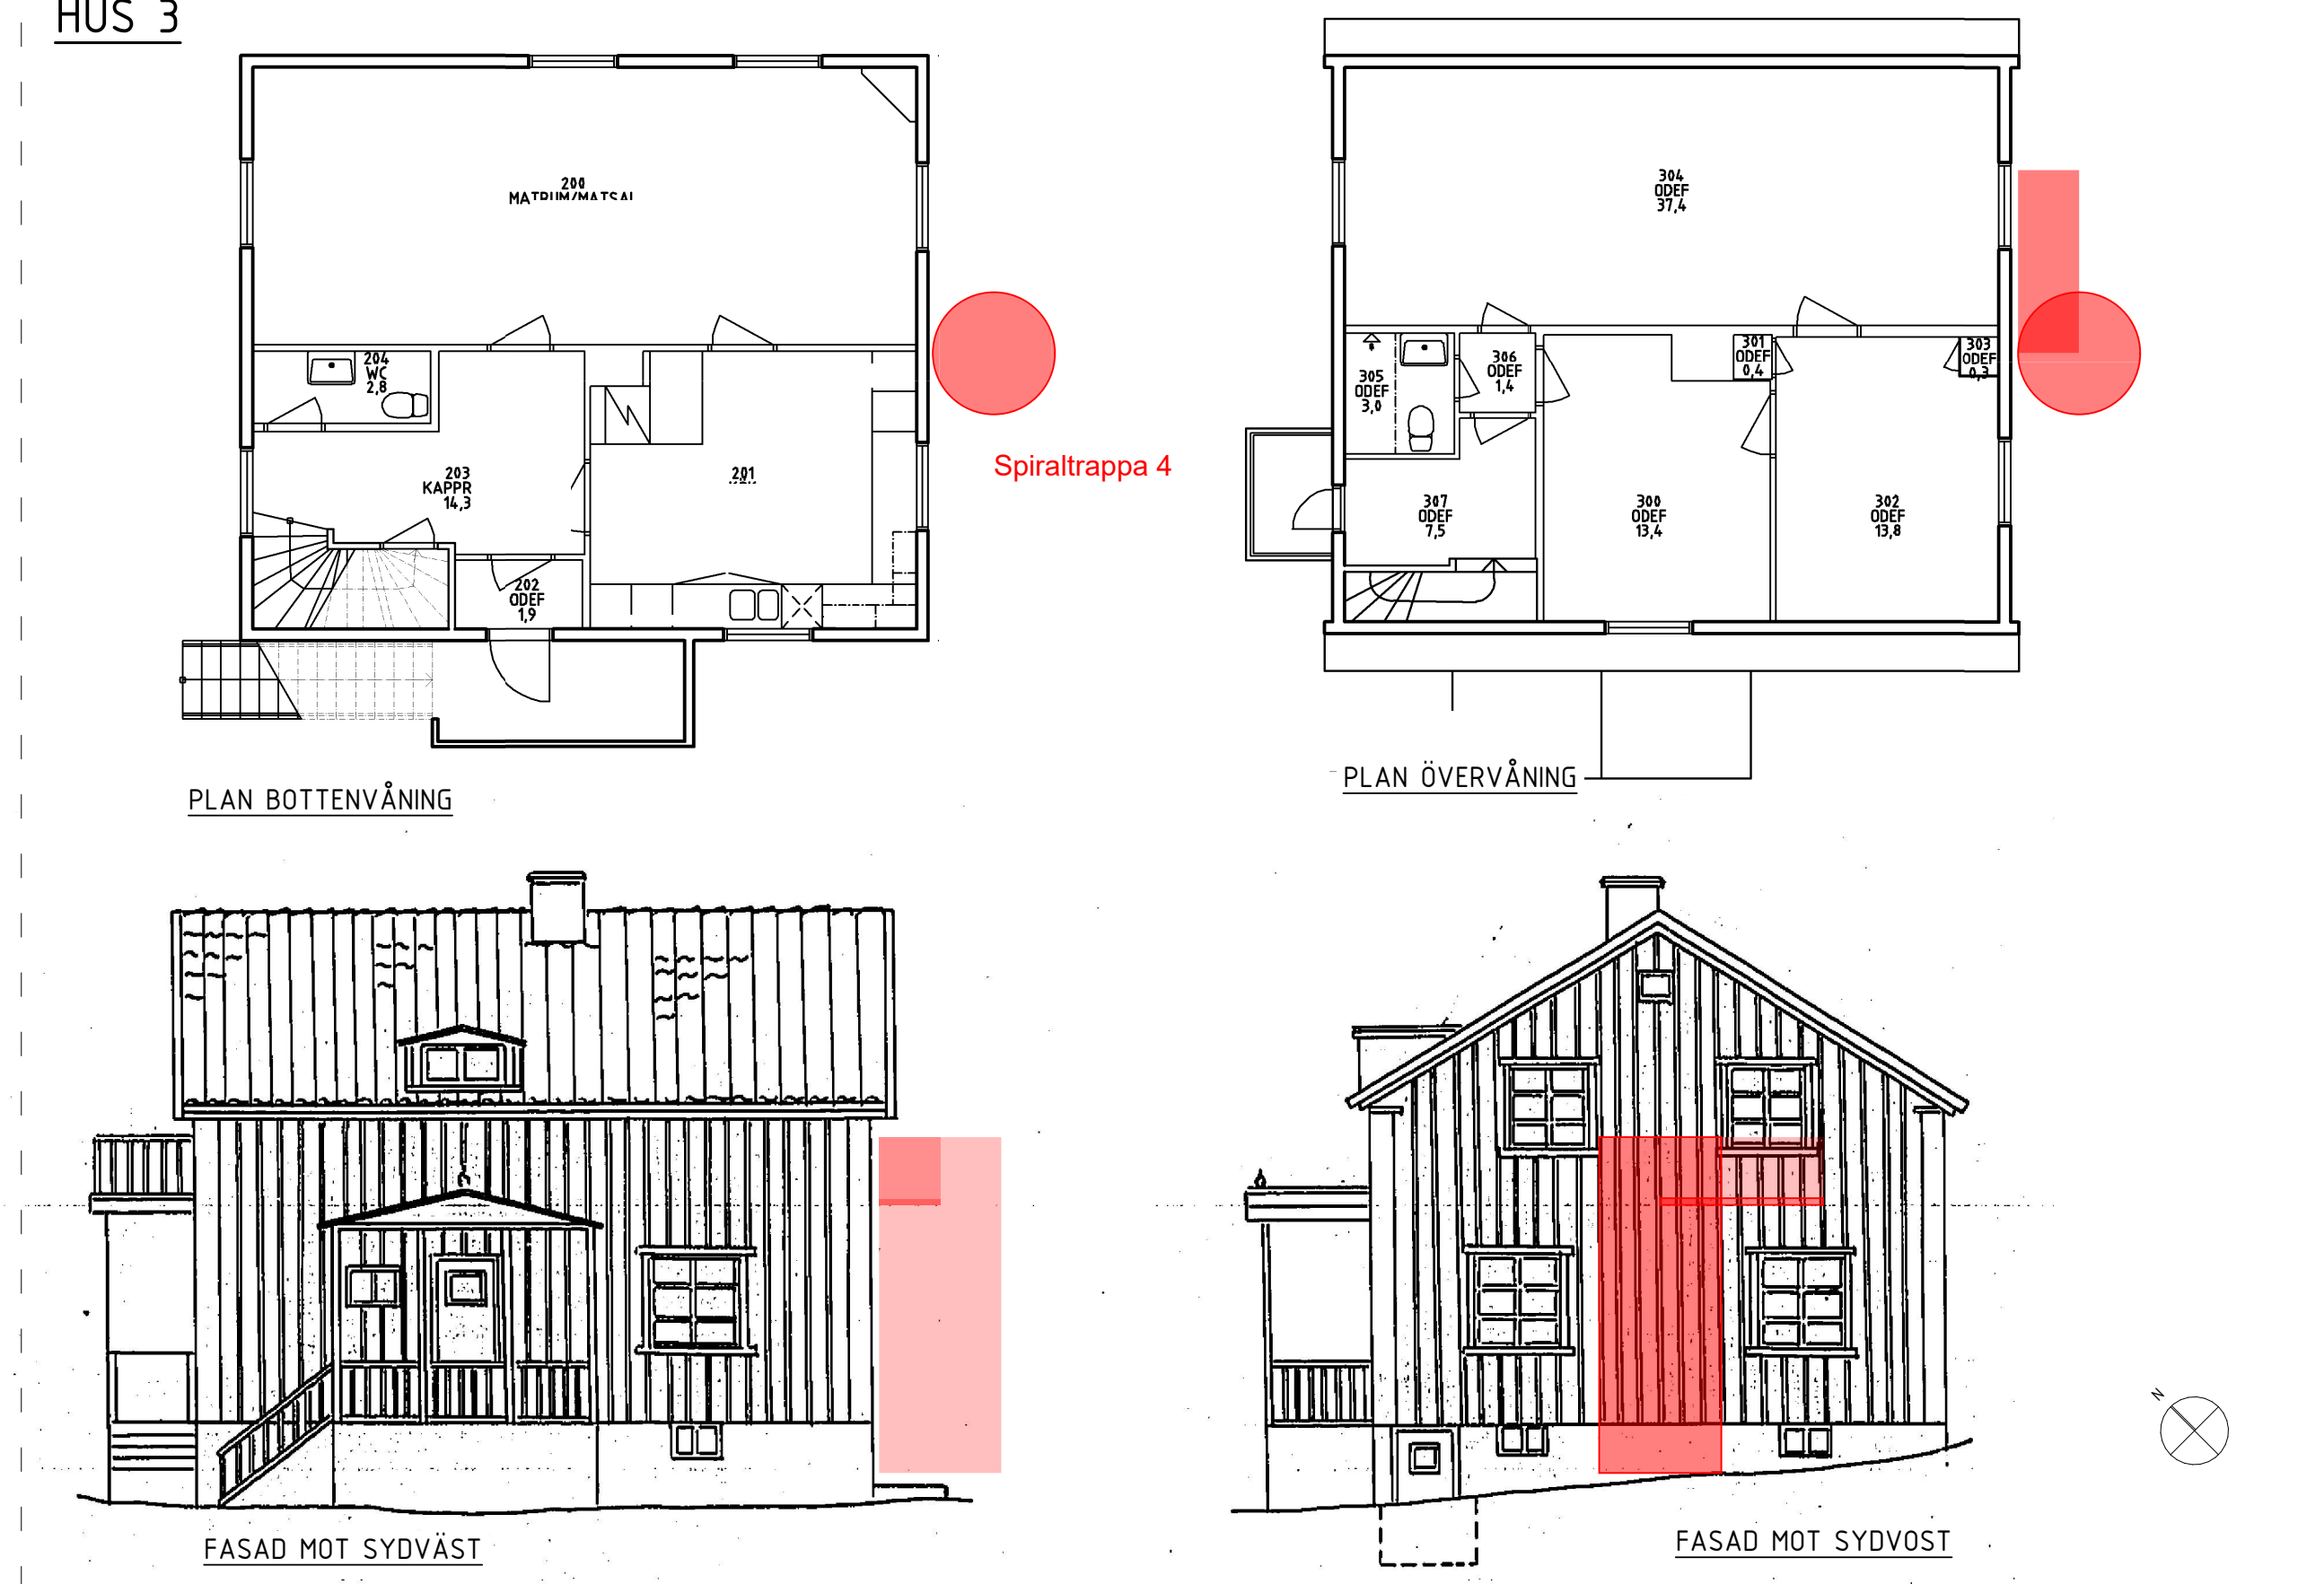 HUS 3
200
MATRUM/MATSAL
204
WC
2,8
203
KAPPR
14,3
202
ODEF
1,9
201
Spiraltrappa 4
PLAN BOTTENVÅNING
304
ODEF
37,4
305
ODEF
3,0
306
ODEF
1,4
301
ODEF
0,4
303
ODEF
0,3
307
ODEF
7,5
300
ODEF
13,4
302
ODEF
13,8
PLAN ÖVERVÅNING
FASAD MOT SYDVÄST
FASAD MOT SYDVOST
N